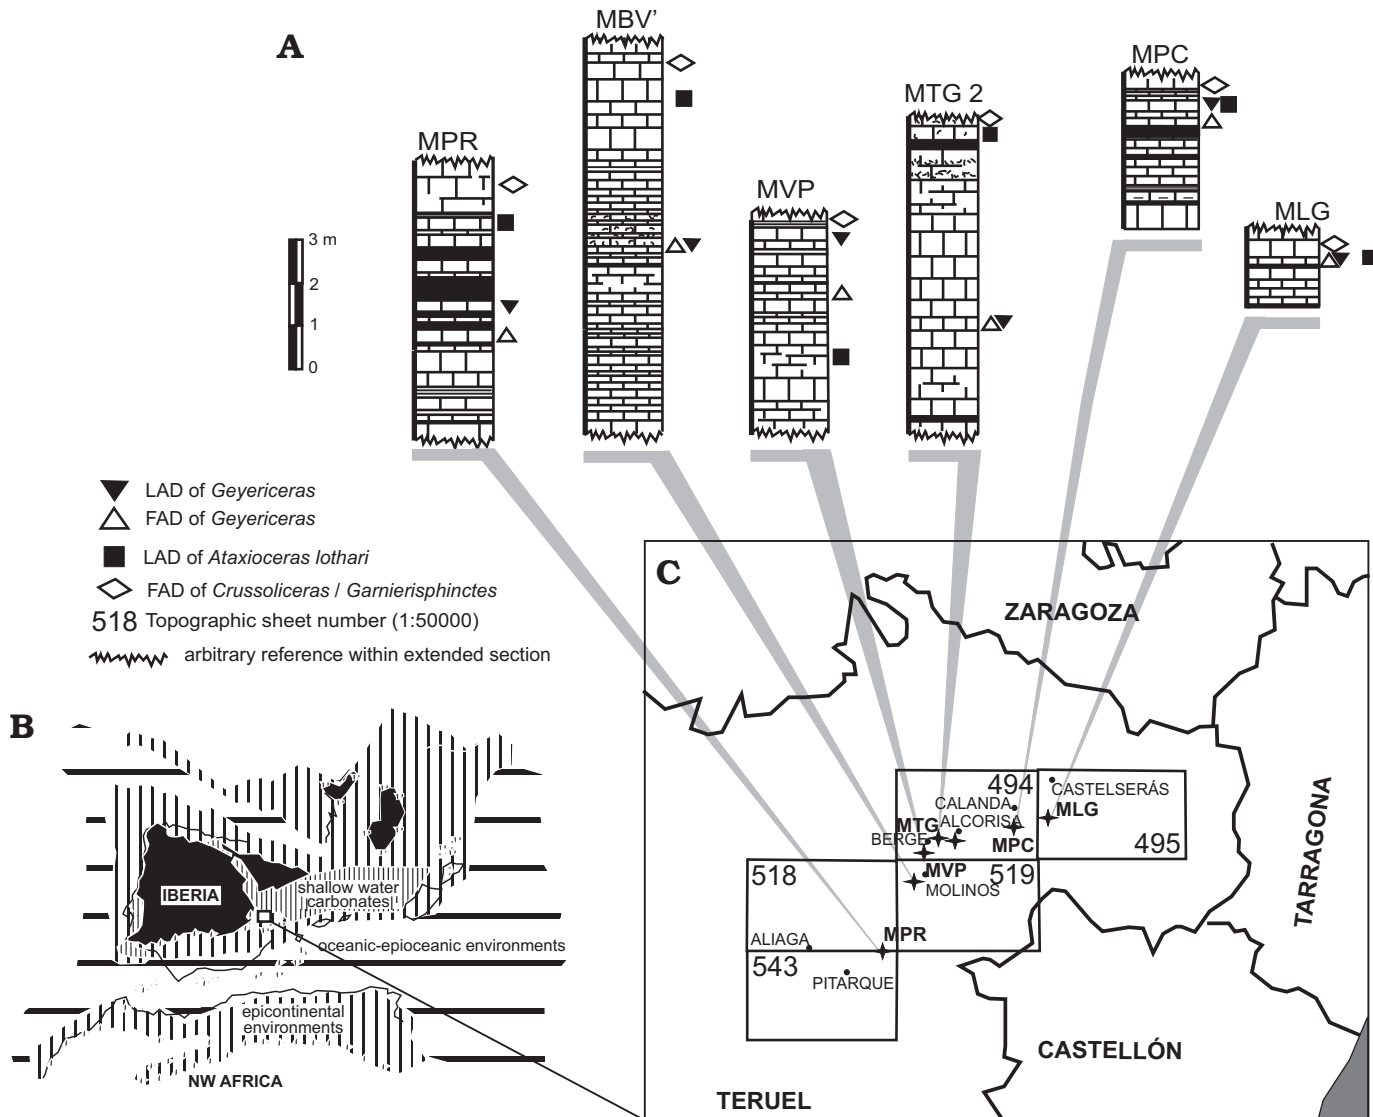 A
MPR
MBV’
MVP
MTG 2
MPC
MLG
3 m
2
1
0
LAD of Geyericeras
FAD of Geyericeras
LAD of Ataxioceras lothari
FAD of Crussoliceras / Garnierisphinctes
518 Topographic sheet number (1:50000)
arbitrary reference within extended section
B
IBERIA
shallow water
carbonates
oceanic-epioceanic environments
epicontinental
environments
NW AFRICA
C
ZARAGOZA
494
CASTELSERÁS
CALANDA
MLG
MTG
ALCORISA
BERGE
MPC
495
518
MVP
519
MOLINOS
MPR
ALIAGA
543
PITARQUE
TARRAGONA
CASTELLÓN
TERUEL